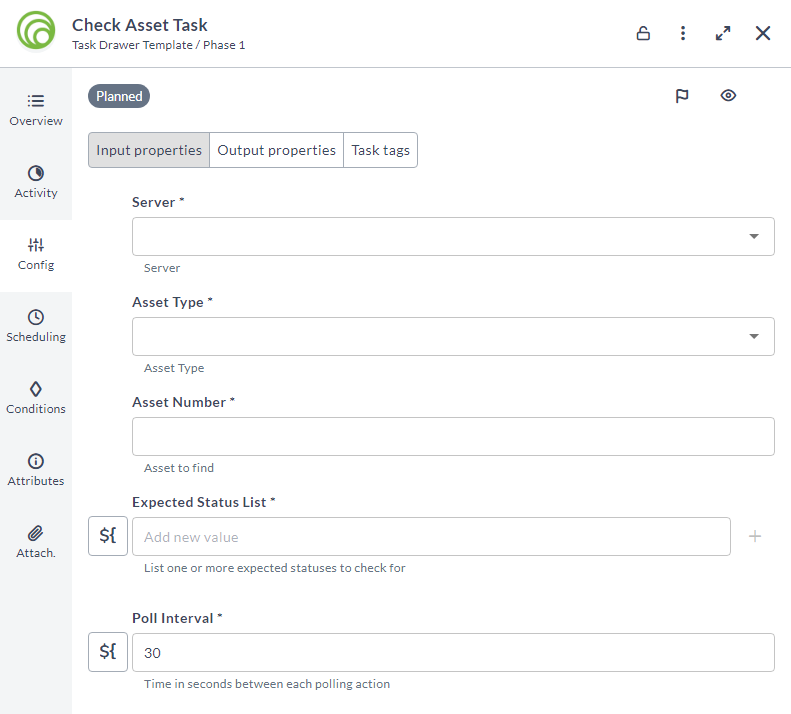 Check Asset Task
Task Drawer Template / Phase 1
Overview
Activity
Config
Scheduling
Conditions
Attributes
Attach.
Planned
Input properties
Output properties
Task tags
Server *
Server
Asset Type *
Asset Type
Asset Number *
Asset to find
Expected Status List *
${
Add new value
List one or more expected statuses to check for
Poll Interval *
${
30
Time in seconds between each polling action